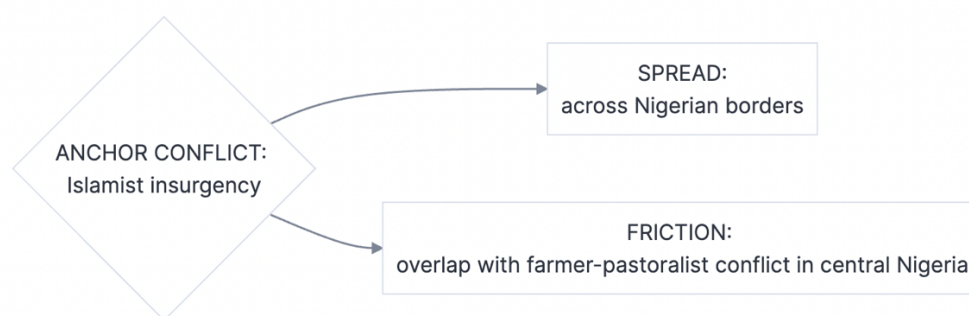 ANCHOR CONFLICT:
Islamist insurgency
SPREAD:
across Nigerian borders
FRICTION:
overlap with farmer-pastoralist conflict in central Nigeria